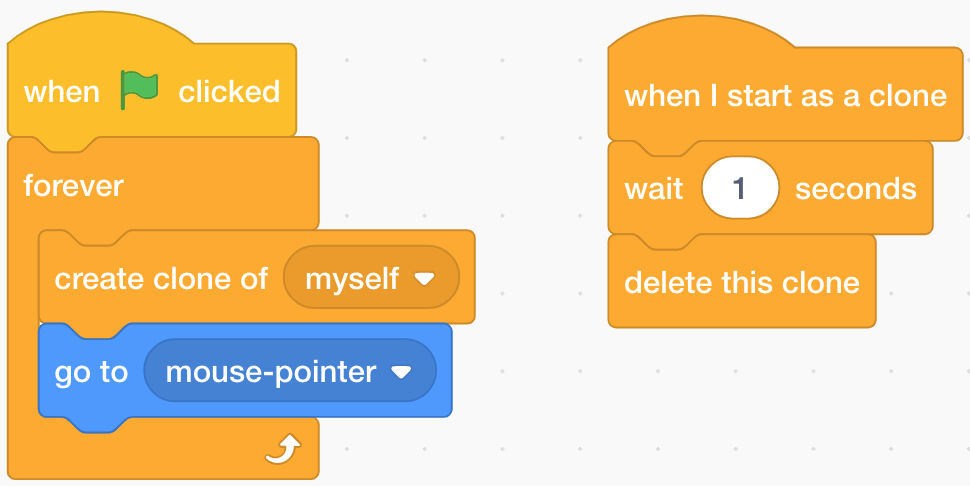 when clicked
forever
create clone of myself
go to mouse-pointer
when I start as a clone
wait 1 seconds
delete this clone